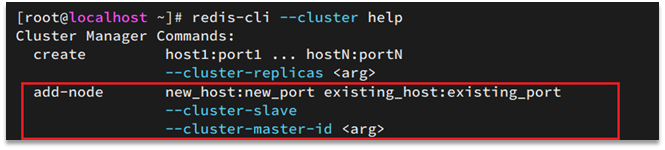 [root@localhost ~]# redis-cli --cluster help
Cluster Manager Commands:
create host1:port1 ... hostN:portN
--cluster-replicas <arg>
add-node new_host:new_port existing_host:existing_port
--cluster-slave
--cluster-master-id <arg>